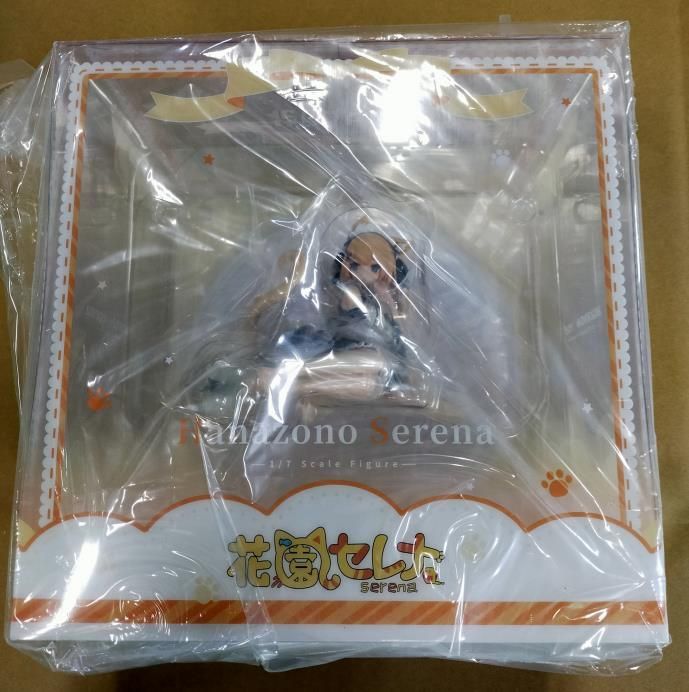 Hanazono Serena
1/7 Scale Figure
花園セレナ
serena